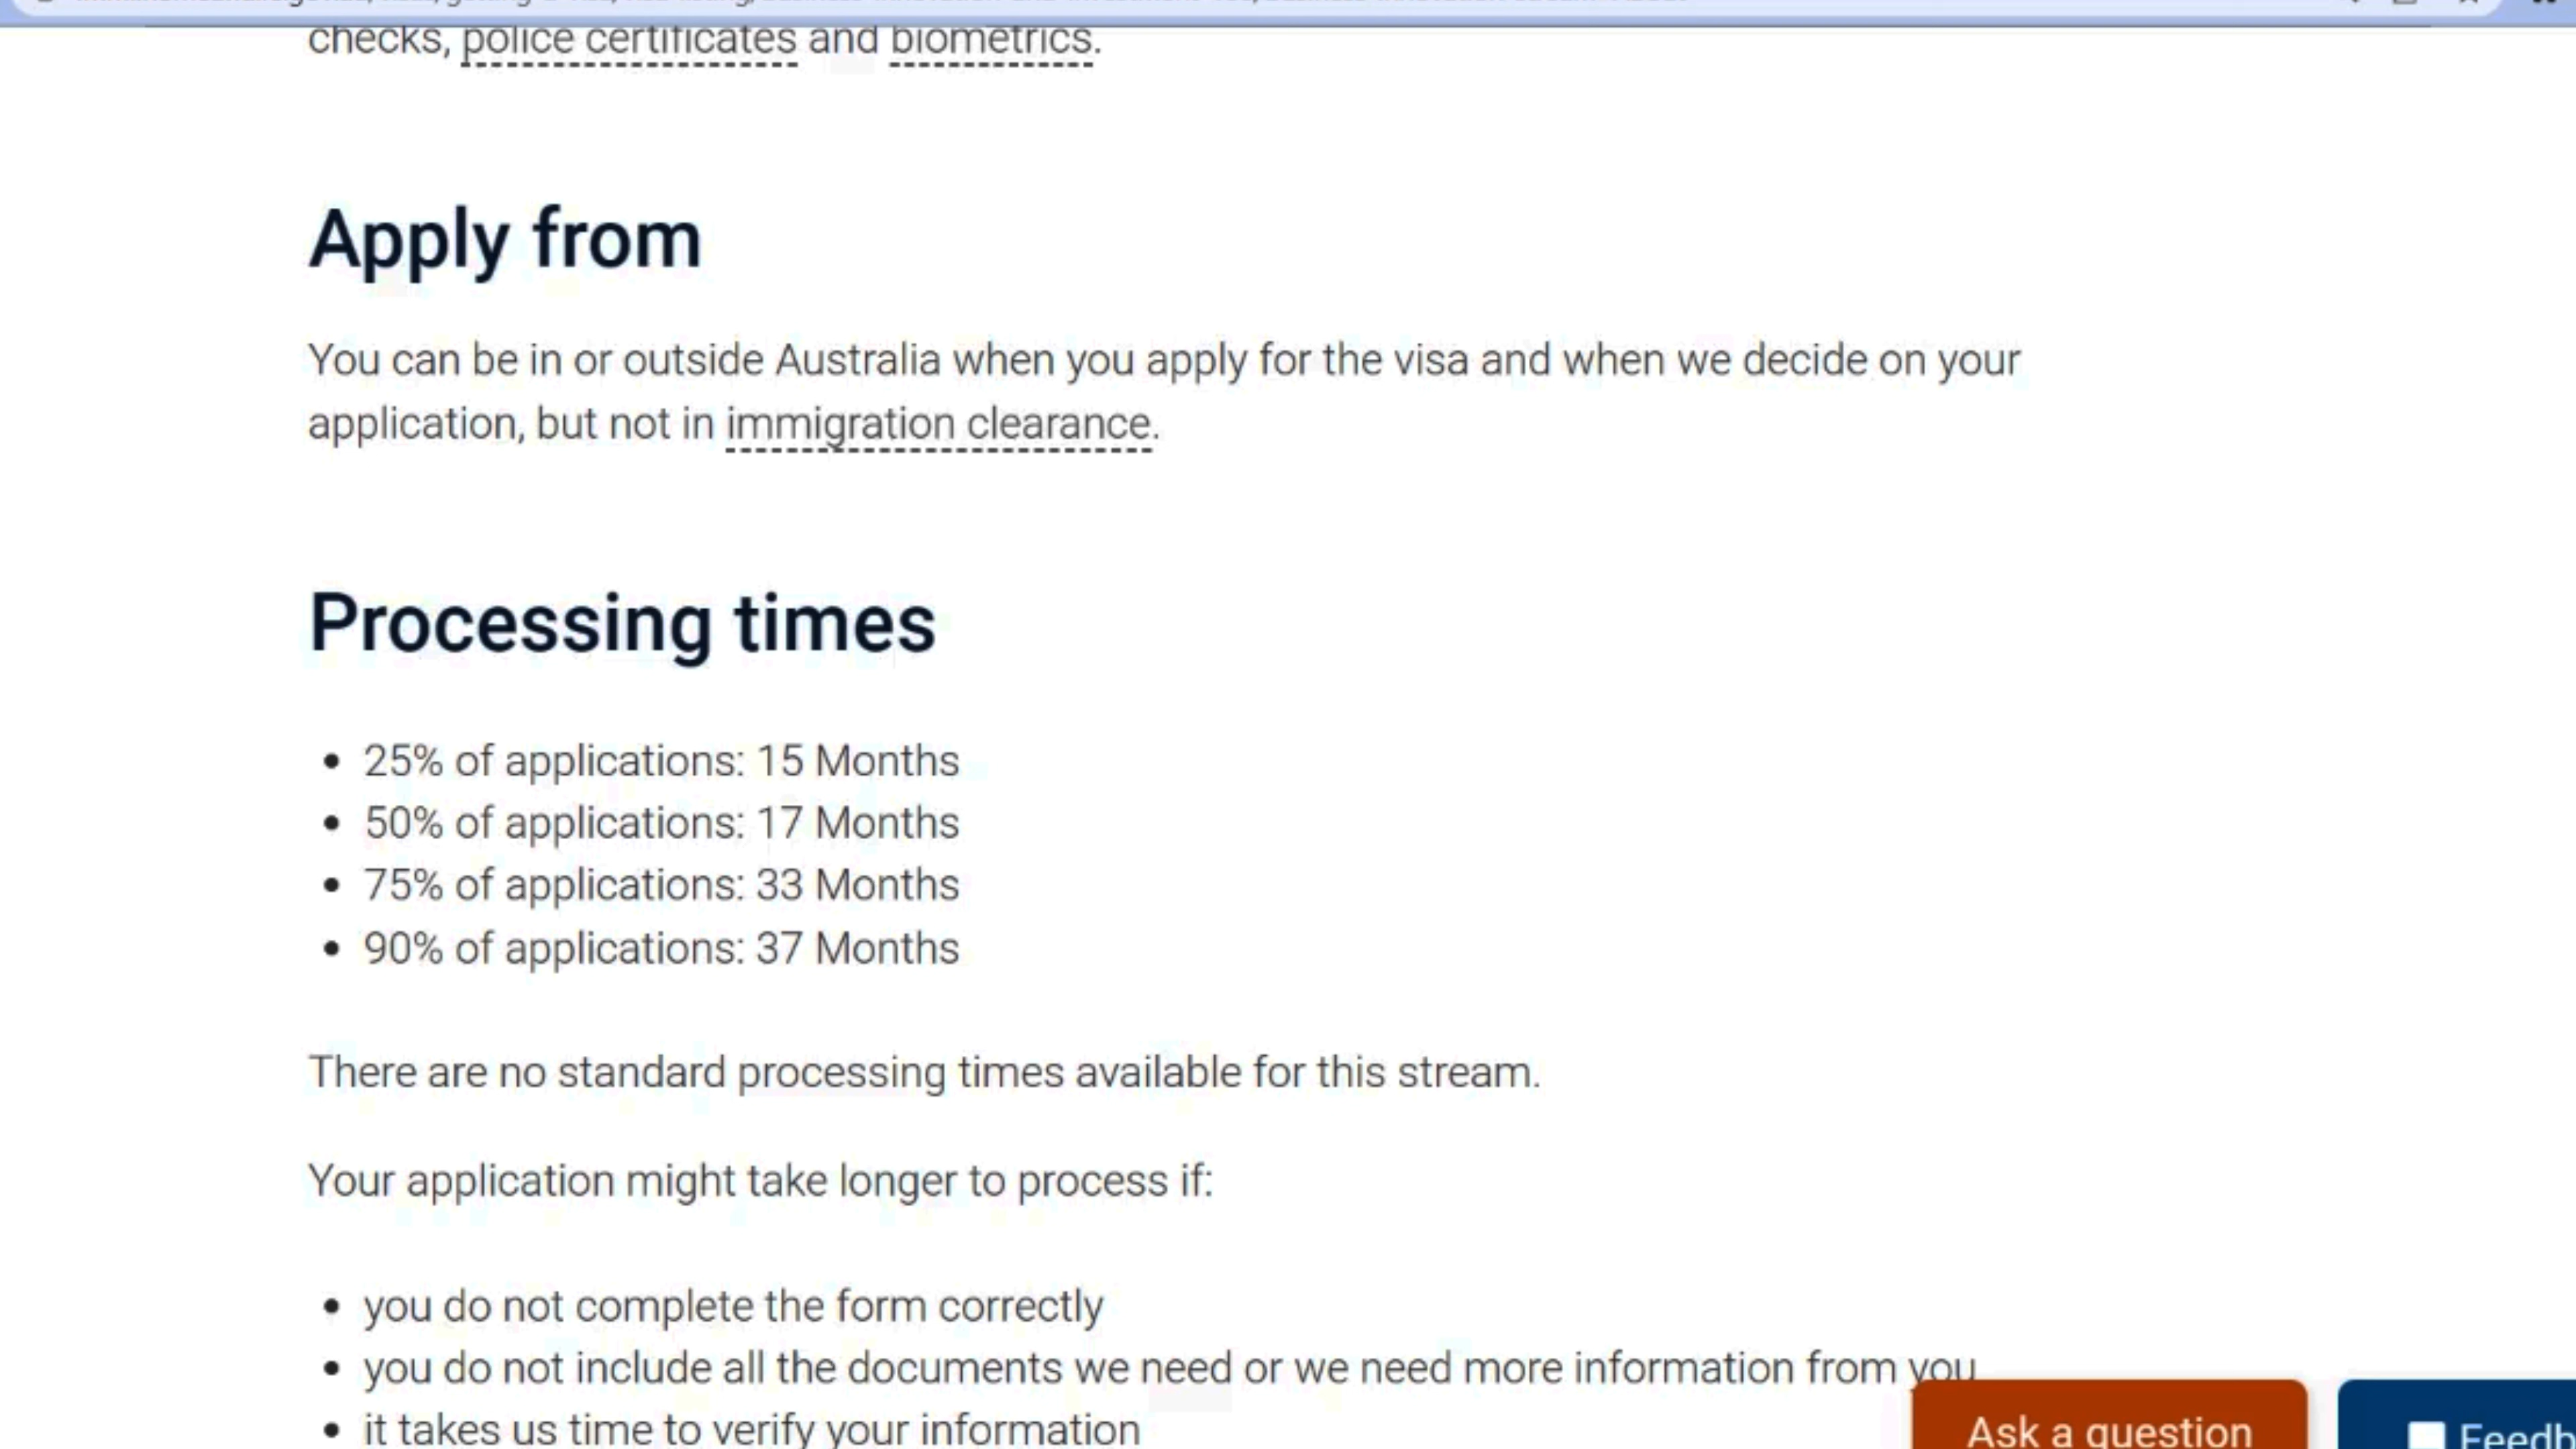 checks, police certificates and biometrics.
Apply from
You can be in or outside Australia when you apply for the visa and when we decide on your
application, but not in immigration clearance.
Processing times
• 25% of applications: 15 Months
• 50% of applications: 17 Months
• 75% of applications: 33 Months
• 90% of applications: 37 Months
There are no standard processing times available for this stream.
Your application might take longer to process if:
• you do not complete the form correctly
• you do not include all the documents we need or we need more information from you
• it takes us time to verify your information
Ask a question
Feedb